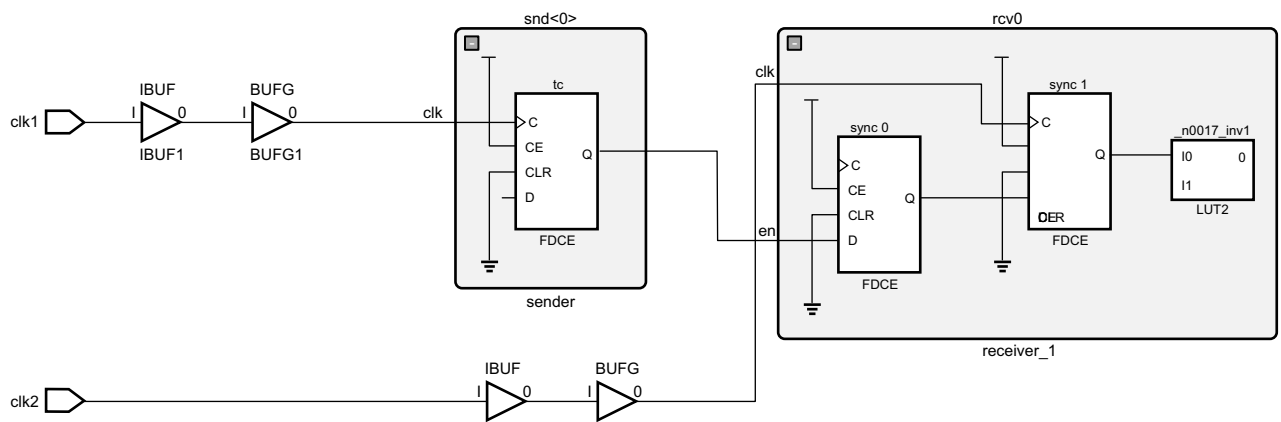 snd<0>
rcv0
clk
IBUF
BUFG
tc
sync 1
clk1
I
0
I
0
clk
C
C
IBUF1
BUFG1
CE
Q
sync 0
_n0017_inv1
CLR
C
Q
I0
0
D
CE
Q
I1
FDCE
CLR
LUT2
en
D
FDCE
sender
FDCE
receiver_1
IBUF
BUFG
clk2
I
0
I
0